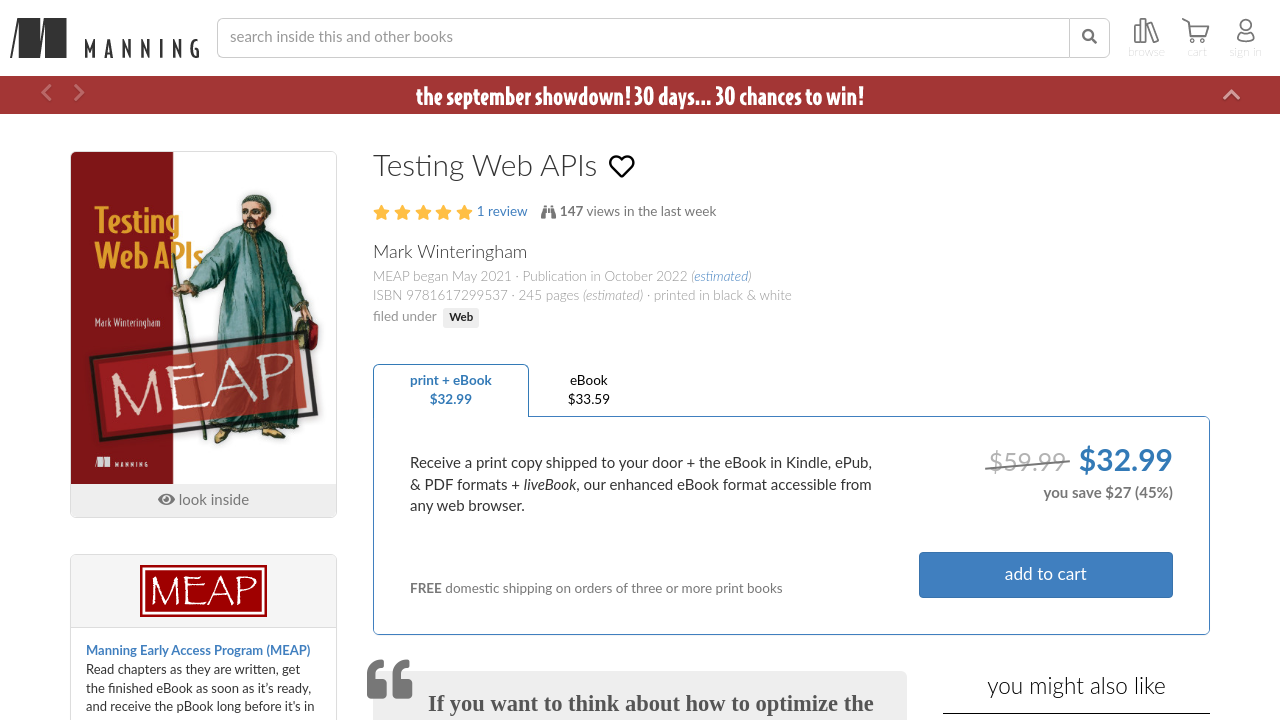 MANNING
search inside this and other books
browse
cart
sign in
the september showdown! 30 days... 30 chances to win!
Testing
Web APIs
Mark Winteringham
MEAP
MANNING
look inside
MEAP
Manning Early Access Program (MEAP)
Read chapters as they are written, get
the finished eBook as soon as it's ready,
and receive the pBook long before it's in
Testing Web APIs
1 review 147 views in the last week
Mark Winteringham
MEAP began May 2021 · Publication in October 2022 (estimated)
ISBN 9781617299537 · 245 pages (estimated) · printed in black & white
filed under Web
print + eBook
$32.99
eBook
$33.59
Receive a print copy shipped to your door + the eBook in Kindle, ePub,
& PDF formats + liveBook, our enhanced eBook format accessible from
any web browser.
$59.99 $32.99
you save $27 (45%)
FREE domestic shipping on orders of three or more print books
add to cart
If you want to think about how to optimize the
you might also like